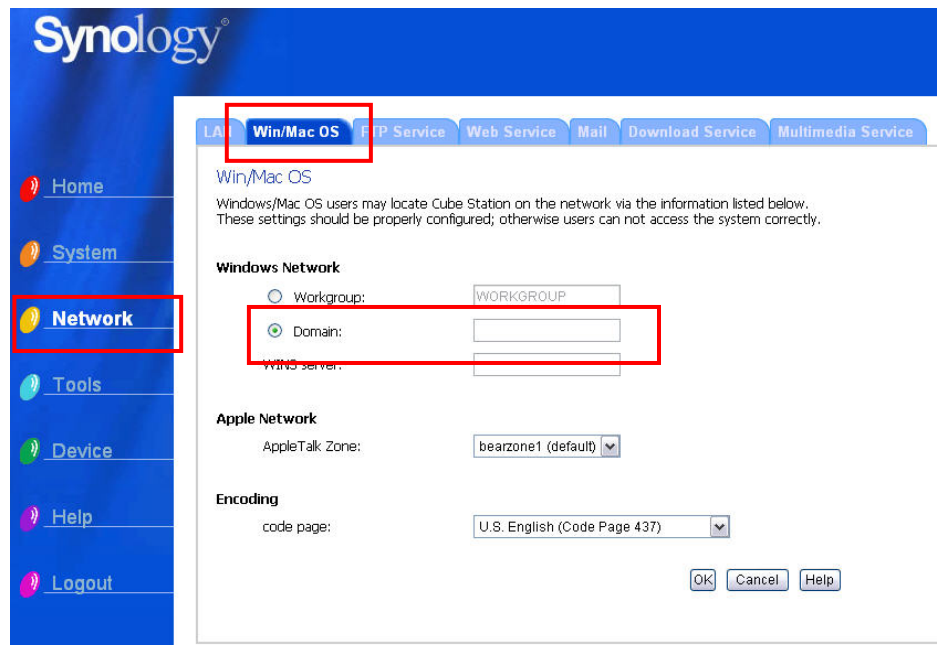 Synology®
LAN Win/Mac OS FTP Service Web Service Mail Download Service Multimedia Service
Home
System
Network
Tools
Device
Help
Logout
Win/Mac OS
Windows/Mac OS users may locate Cube Station on the network via the information listed below.
These settings should be properly configured; otherwise users can not access the system correctly.
Windows Network
Workgroup: WORKGROUP
Domain:
WINS server:
Apple Network
AppleTalk Zone: bearzone1 (default)
Encoding
code page: U.S. English (Code Page 437)
OK Cancel Help